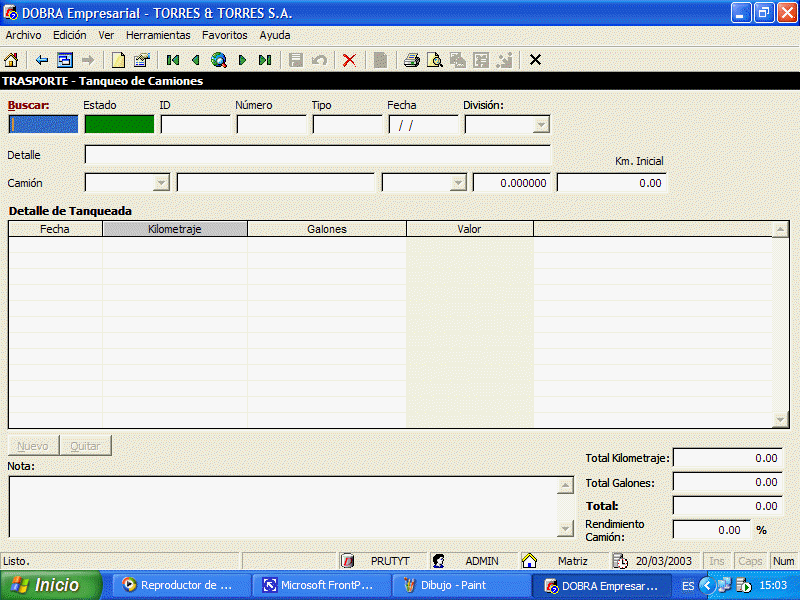 DOBRA Empresarial - TORRES & TORRES S.A.
Archivo Edición Ver Herramientas Favoritos Ayuda
TRASPORTE - Tanqueo de Camiones
Buscar: Estado ID Número Tipo Fecha División:
/ /
Detalle
Km. Inicial
Camión 0.000000 0.00
Detalle de Tanqueada
Fecha Kilometraje Galones Valor
Nuevo Quitar
Nota:
Total Kilometraje: 0.00
Total Galones: 0.00
Total: 0.00
Rendimiento
Camión: 0.00 %
Listo. PRUTYT ADMIN Matriz 20/03/2003 Ins Caps Num
Inicio Reproductor de ... Microsoft FrontP... Dibujo - Paint DOBRA Empresar... ES 15:03